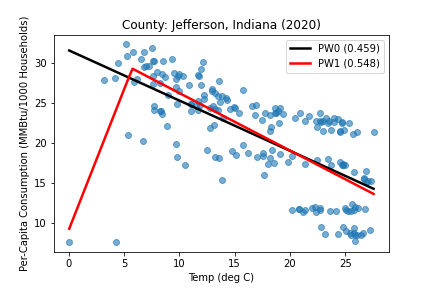 County: Jefferson, Indiana (2020)
PW0 (0.459)
PW1 (0.548)
Per-Capita Consumption (MMBtu/1000 Households)
30
25
20
15
10
0 5 10 15 20 25
Temp (deg C)